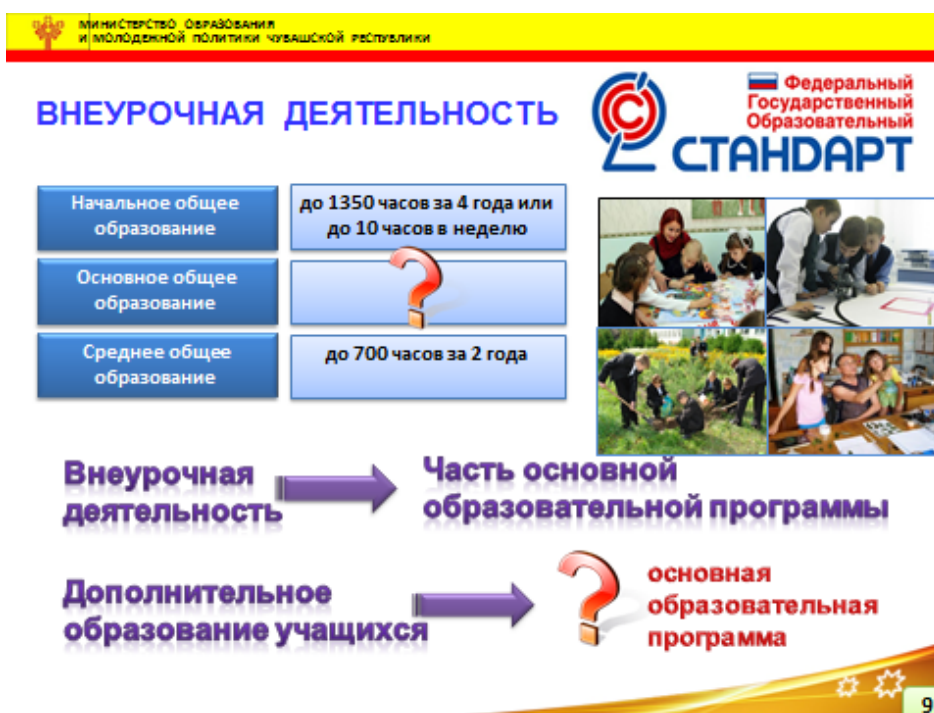 МИНИСТЕРСТВО ОБРАЗОВАНИЯ
И МОЛОДЕЖНОЙ ПОЛИТИКИ ЧУВАШСКОЙ РЕСПУБЛИКИ
ВНЕУРОЧНАЯ ДЕЯТЕЛЬНОСТЬ
Федеральный
Государственный
Образовательный
СТАНДАРТ
Начальное общее
образование
до 1350 часов за 4 года или
до 10 часов в неделю
Основное общее
образование
?
Среднее общее
образование
до 700 часов за 2 года
Внеурочная
деятельность
Часть основной
образовательной программы
Дополнительное
образование учащихся
?
основная
образовательная
программа
9